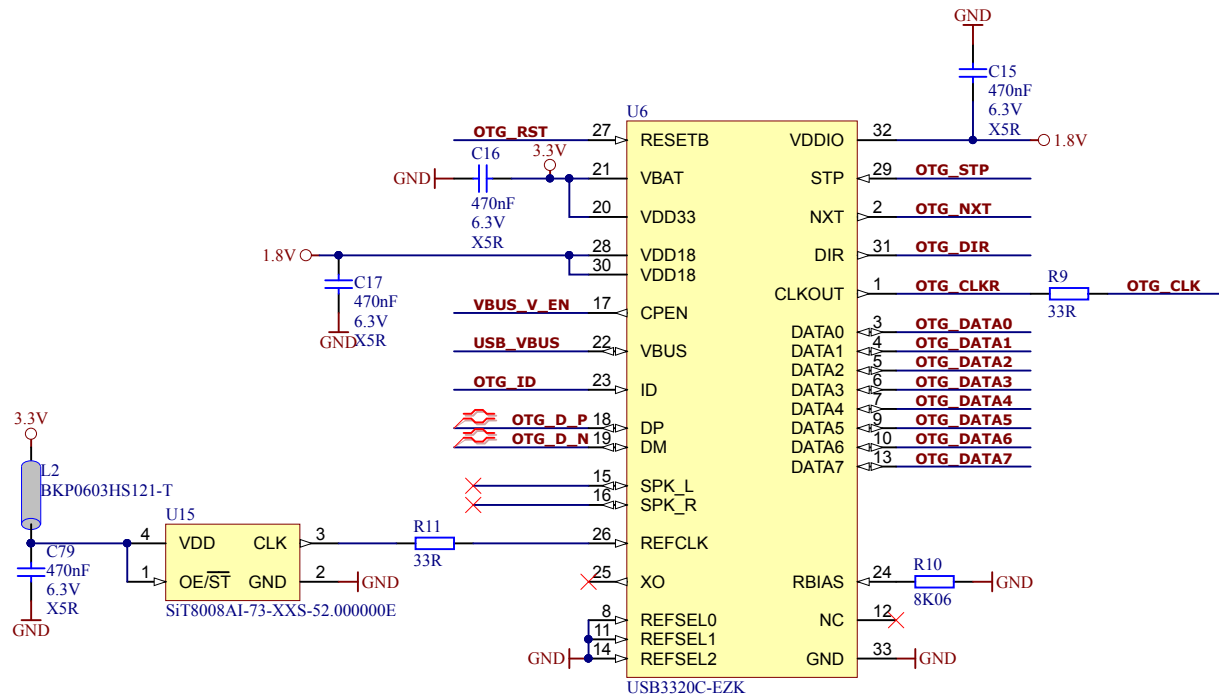 GND
C15
470nF
6.3V
X5R
1.8V
U6
OTG_RST 27 RESETB VDDIO 32
C16
3.3V
GND
470nF
6.3V
X5R
21 VBAT STP 29 OTG_STP
20 VDD33 NXT 2 OTG_NXT
1.8V
28 VDD18 DIR 31 OTG_DIR
30 VDD18
C17
470nF
6.3V
X5R
GND
CLKOUT 1 OTG_CLKR R9 OTG_CLK
33R
VBUS_V_EN 17 CPEN
DATA0 3 OTG_DATA0
USB_VBUS 22 VBUS DATA1 4 OTG_DATA1
DATA2 5 OTG_DATA2
OTG_ID 23 ID DATA3 6 OTG_DATA3
DATA4 7 OTG_DATA4
OTG_D_P 18 DP DATA5 9 OTG_DATA5
OTG_D_N 19 DM DATA6 10 OTG_DATA6
DATA7 13 OTG_DATA7
15 SPK_L
16 SPK_R
3.3V
L2
BKP0603HS121-T
U15
4 VDD CLK 3
R11
33R
26 REFCLK
C79
470nF
6.3V
X5R
GND
1 OE/ST GND 2 GND
SiT8008AI-73-XXS-52.000000E
25 XO RBIAS 24 R10 GND
8K06
8 REFSEL0 NC 12
11 REFSEL1
GND 14 REFSEL2 GND 33 GND
USB3320C-EZK